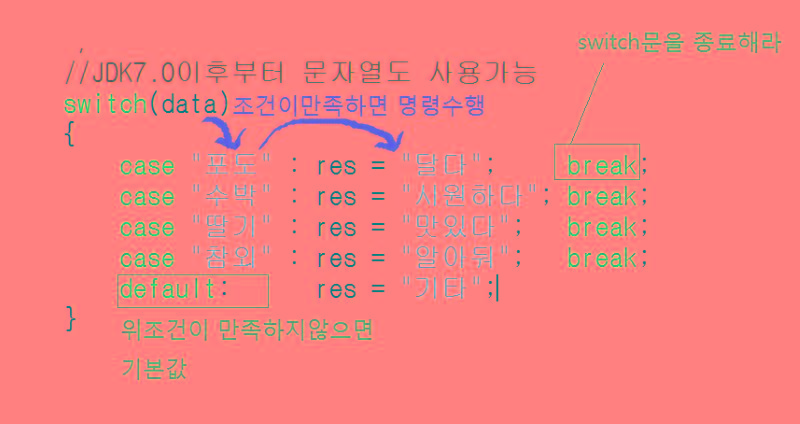 switch문을 종료해라
//JDK7.0이후부터 문자열도 사용가능
switch(data)조건이만족하면 명령수행
{
case "포도" : res = "달다"; break;
case "수박" : res = "시원하다"; break;
case "딸기" : res = "맛있다"; break;
case "참외" : res = "알아둬"; break;
default: res = "기타";
}
위조건이 만족하지않으면
기본값